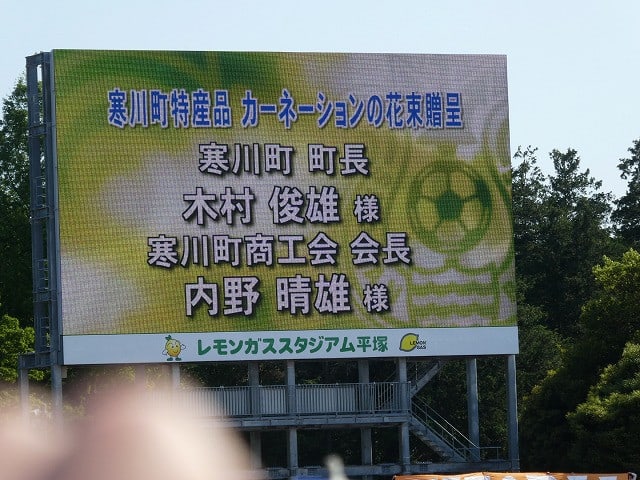 寒川町特産品 カーネーションの花束贈呈
寒川町 町長
木村 俊雄 様
寒川町商工会 会長
内野 晴雄 様
レモンガススタジアム平塚
LEMON GAS